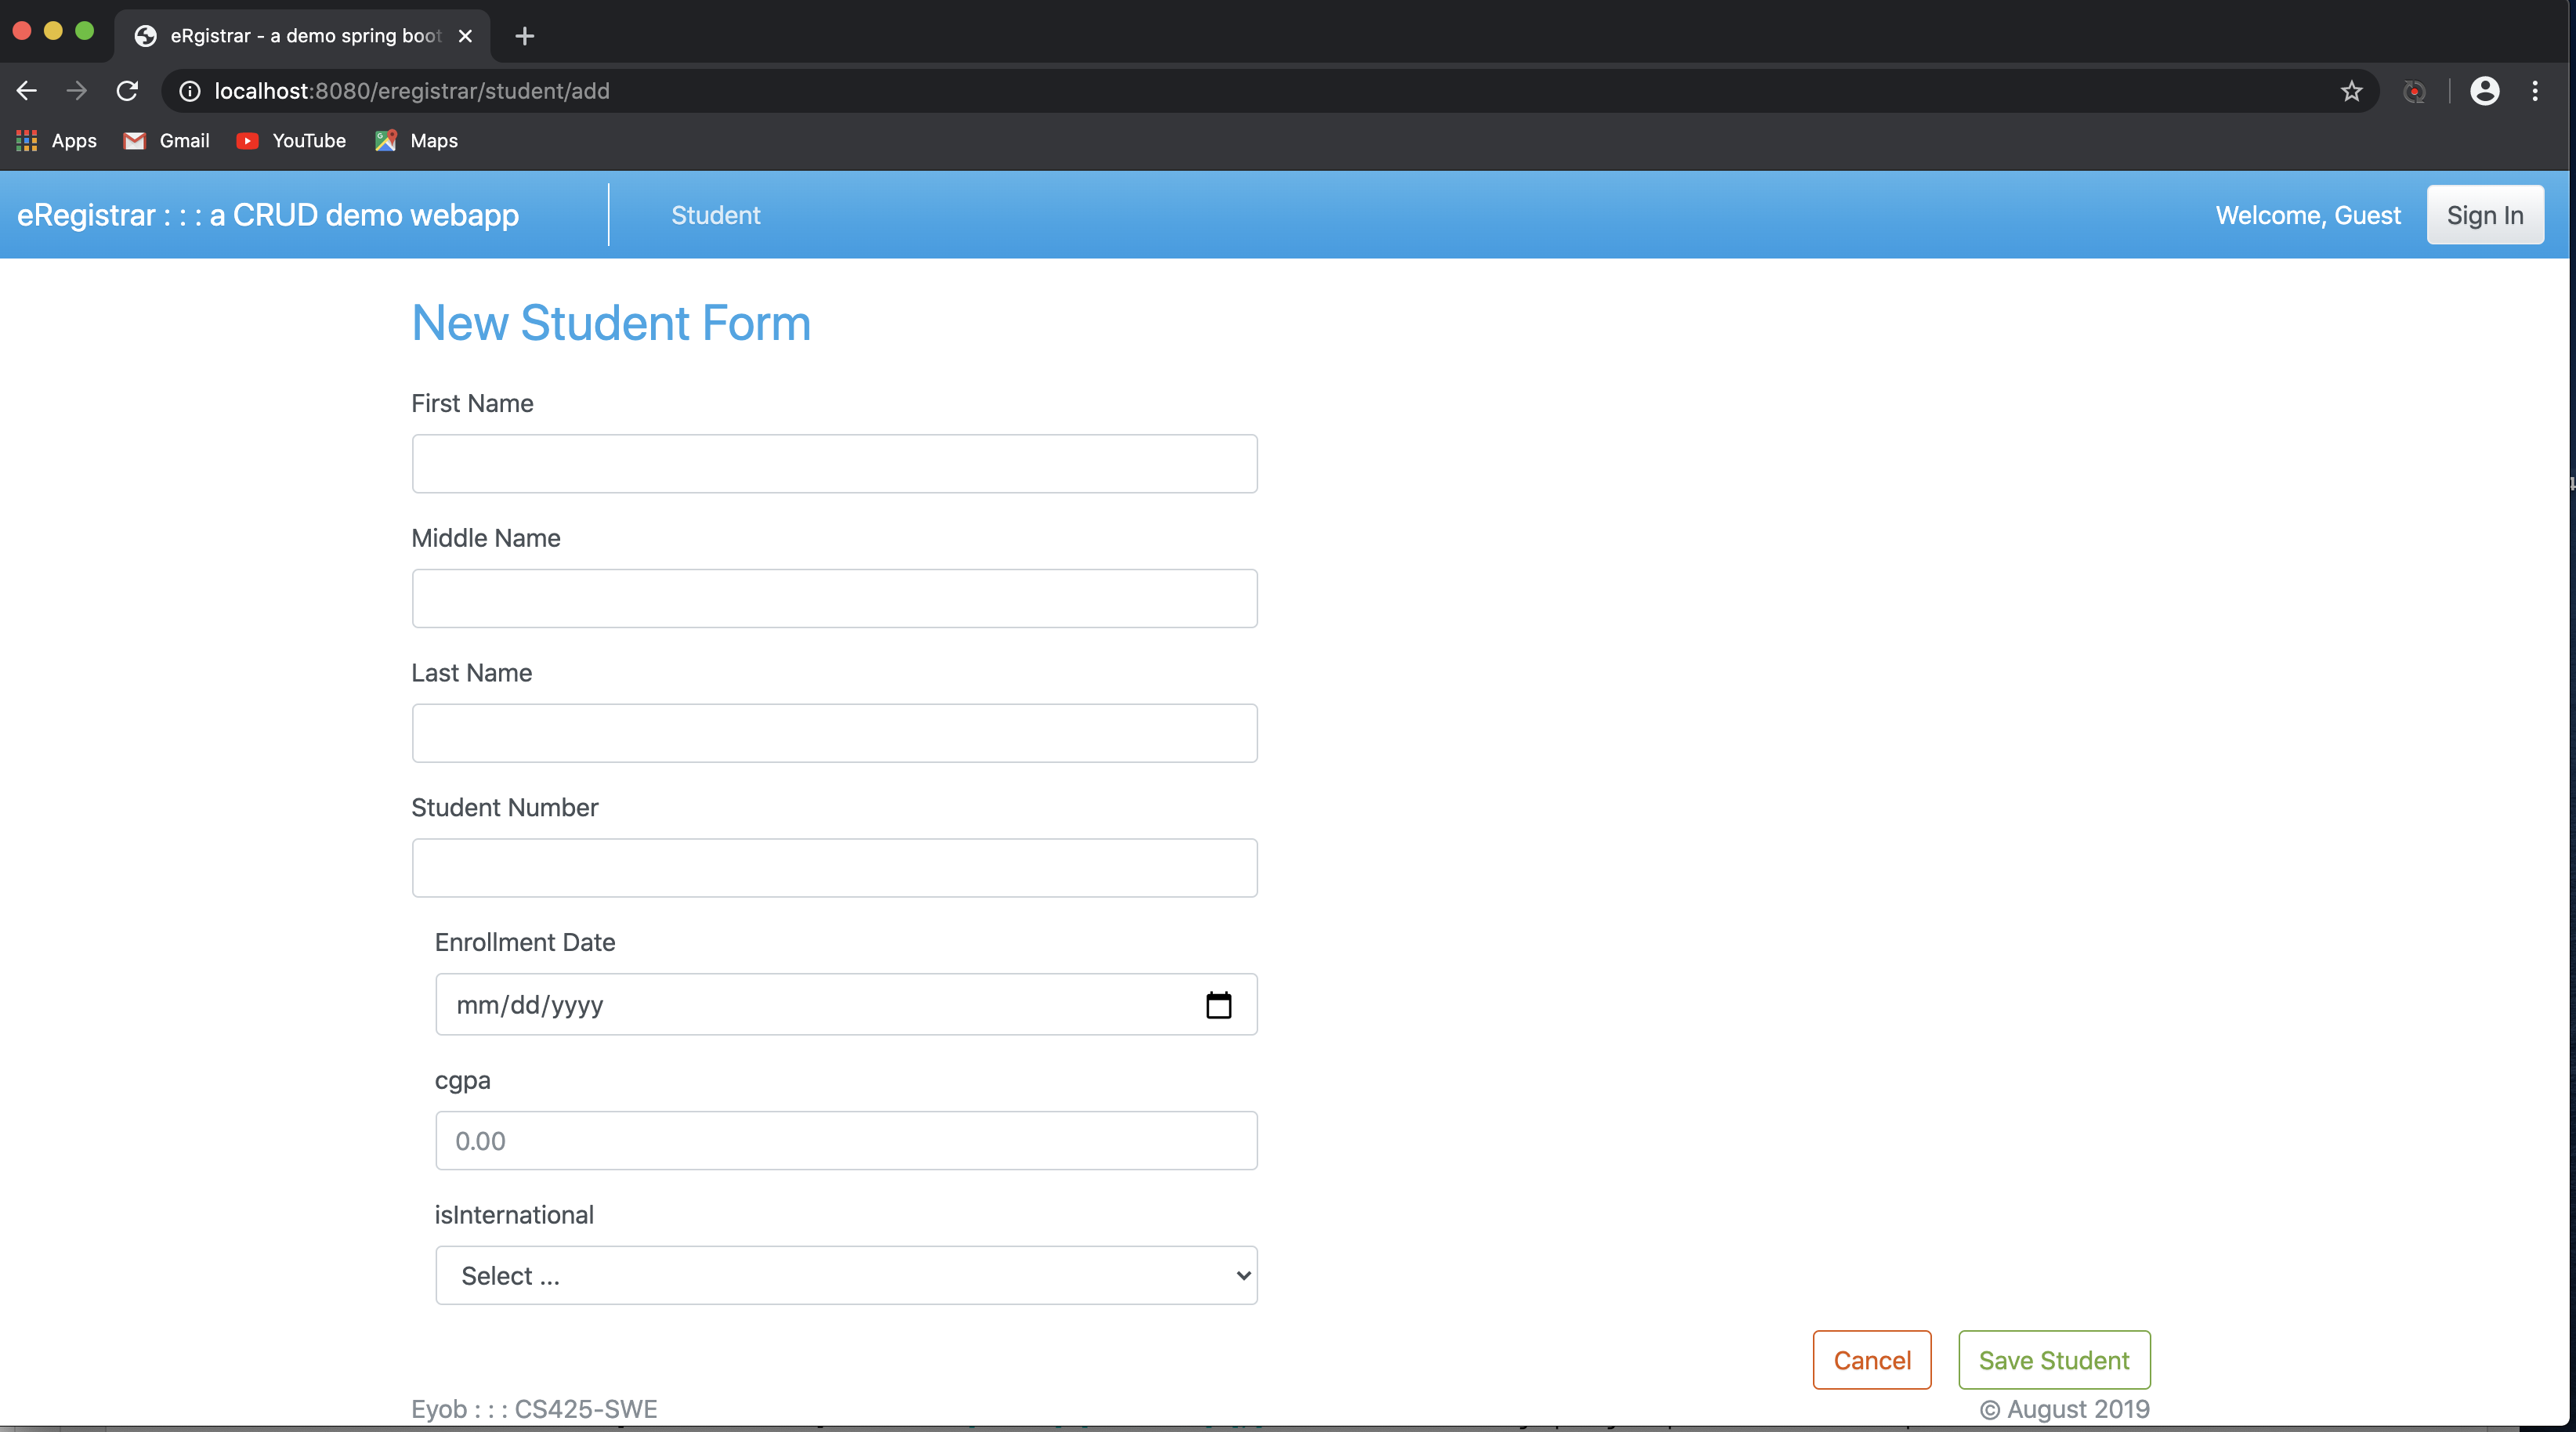 eRgistrar - a demo spring boot
localhost:8080/eregistrar/student/add
Apps Gmail YouTube Maps
eRegistrar : : : a CRUD demo webapp Student Welcome, Guest Sign In
New Student Form
First Name
Middle Name
Last Name
Student Number
Enrollment Date
mm/dd/yyyy
cgpa
0.00
isInternational
Select ...
Cancel Save Student
Eyob : : : CS425-SWE © August 2019